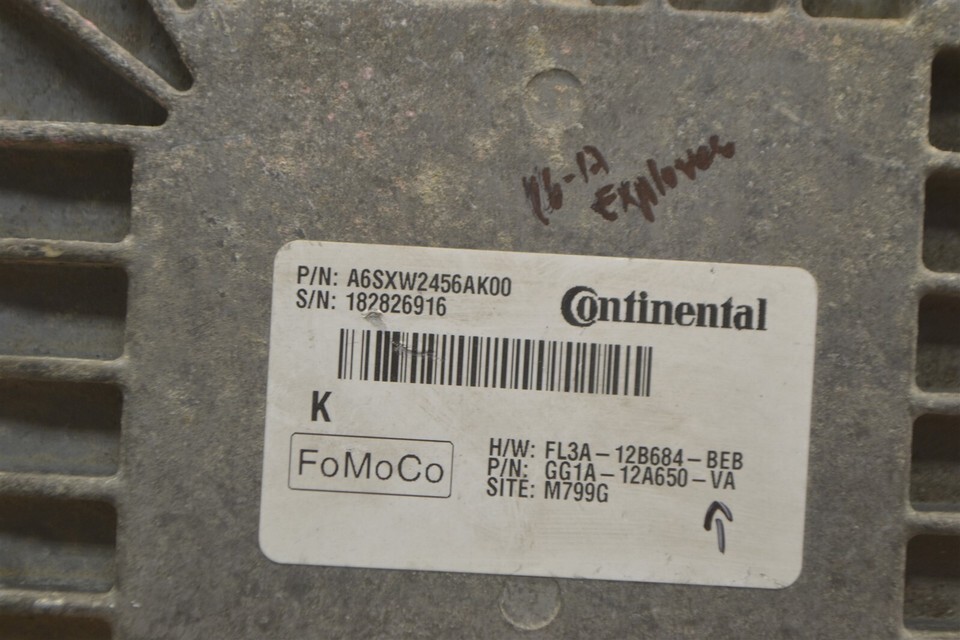 16-17
Explorer
P/N: A6SXW2456AK00
S/N: 182826916
Continental
K
FoMoCo
H/W: FL3A-12B684-BEB
P/N: GG1A-12A650-VA
SITE: M799G